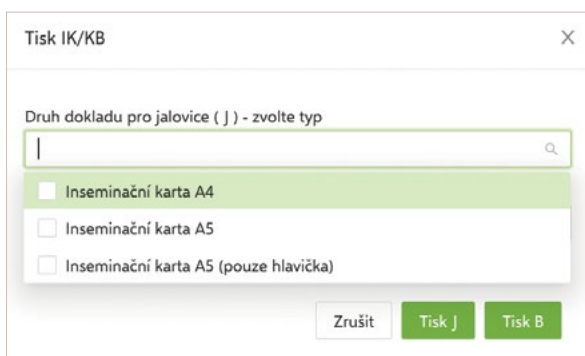 Tisk IK/KB
Druh dokladu pro jalovice ( J ) - zvolte typ
Inseminační karta A4
Inseminační karta A5
Inseminační karta A5 (pouze hlavička)
Zrušit Tisk J Tisk B